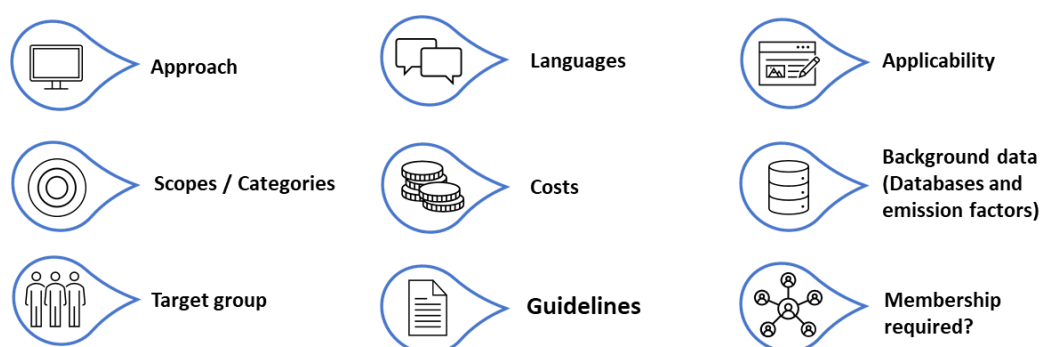 Approach
Languages
Applicability
Scopes / Categories
Costs
Background data
(Databases and
emission factors)
Target group
Guidelines
Membership
required?